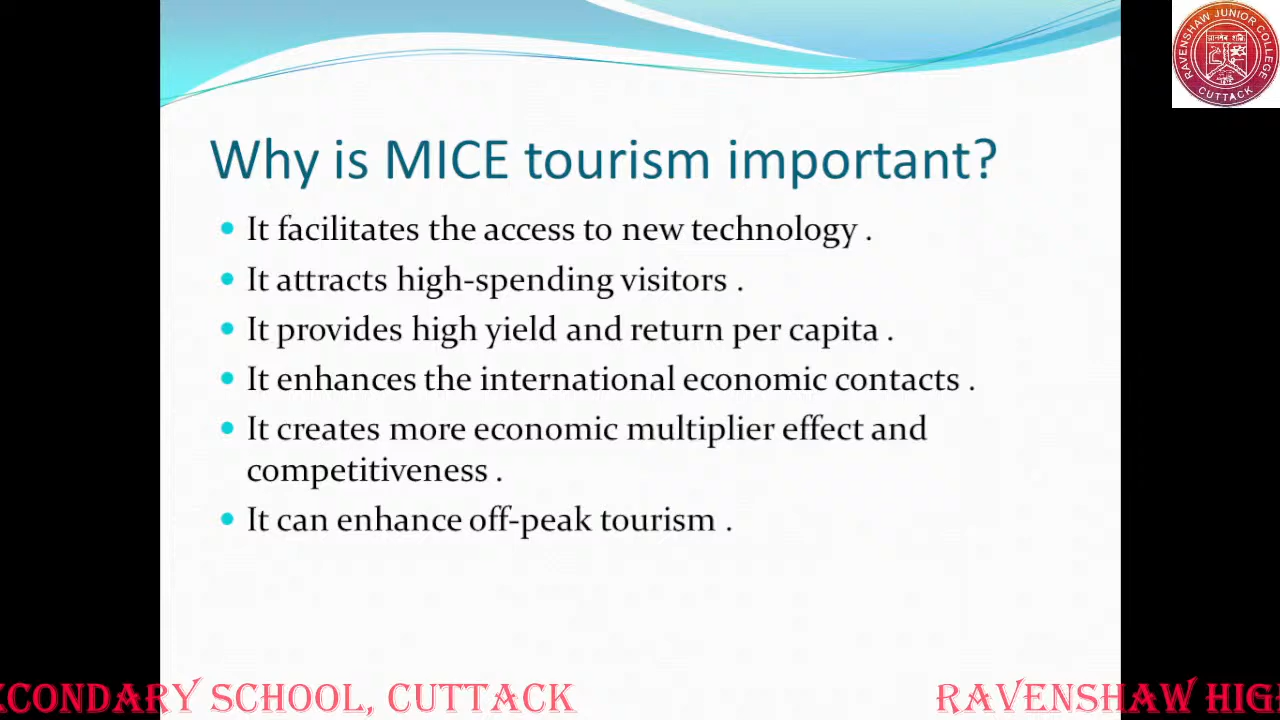 RAVENSHAW JUNIOR COLLEGE
CUTTACK
Why is MICE tourism important?
• It facilitates the access to new technology .
• It attracts high-spending visitors .
• It provides high yield and return per capita .
• It enhances the international economic contacts .
• It creates more economic multiplier effect and
competitiveness .
• It can enhance off-peak tourism .
CONDARY SCHOOL, CUTTACK RAVENSHAW HIG